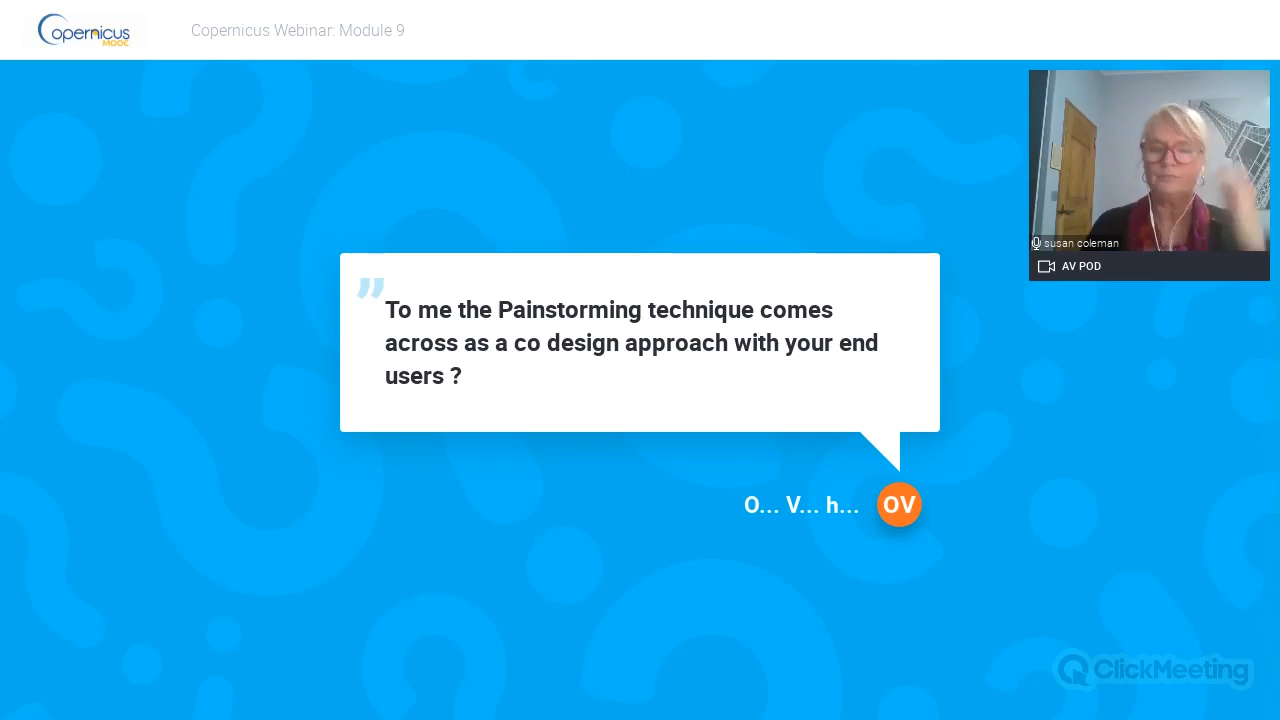 Copernicus
MOOC
Copernicus Webinar: Module 9
susan coleman
AV POD
To me the Painstorming technique comes
across as a co design approach with your end
users ?
O... V... h...
OV
ClickMeeting